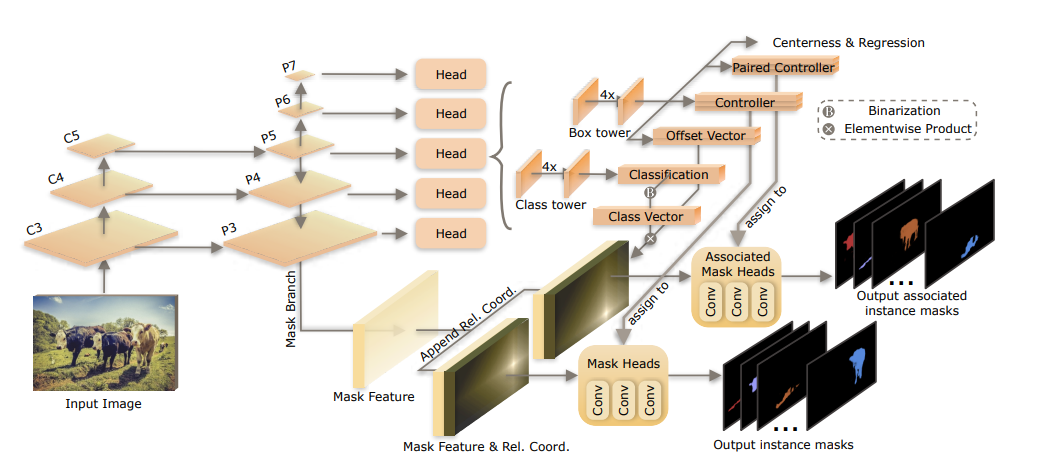 Centerness & Regression
P7
Head
Paired Controller
P6
4x
Controller
Head
Box tower
Binarization
C5
P5
Head
Offset Vector
Elementwise Product
4x
Classification
C4
P4
Head
Class tower
B
Class Vector
assign to
C3
P3
Head
Associated
Mask Heads
Conv
Conv
Conv
Output associated
instance masks
Mask Branch
Append Rel. Coord.
assign to
Input Image
Mask Feature
Mask Heads
Conv
Conv
Conv
Mask Feature & Rel. Coord.
Output instance masks
B
...
...